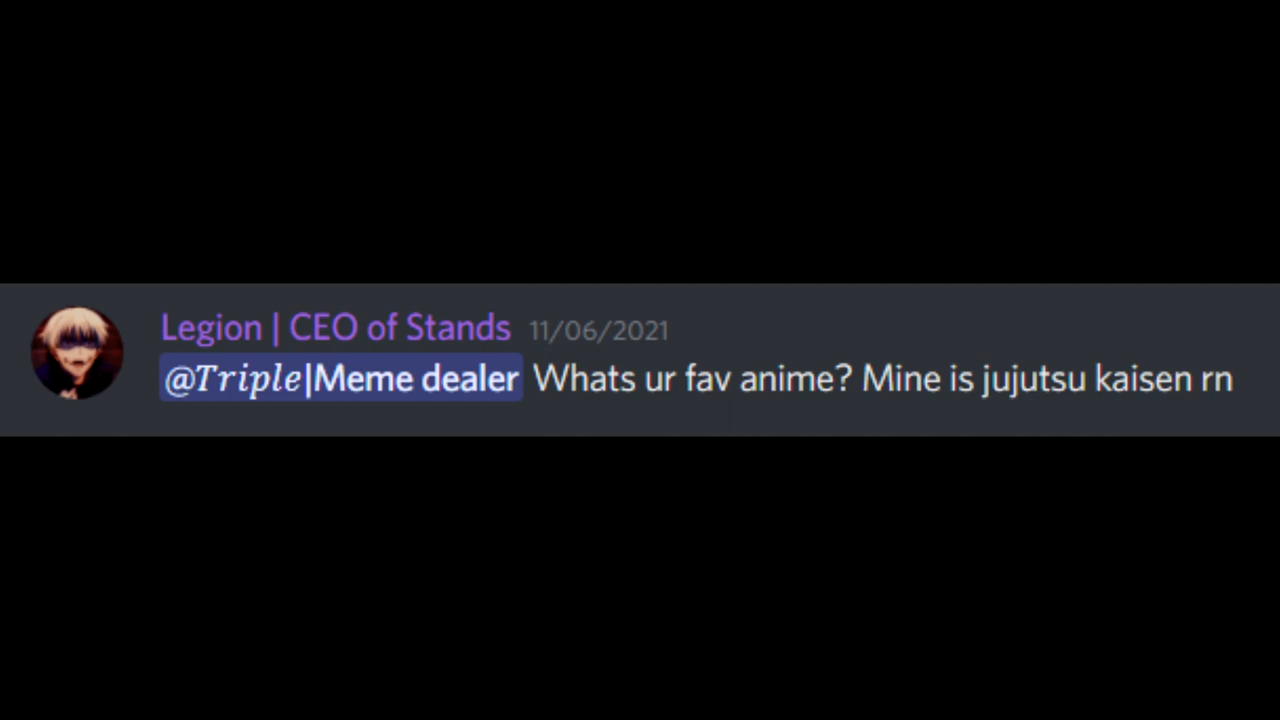 Legion | CEO of Stands 11/06/2021
@Triple|Meme dealer Whats ur fav anime? Mine is jujutsu kaisen rn